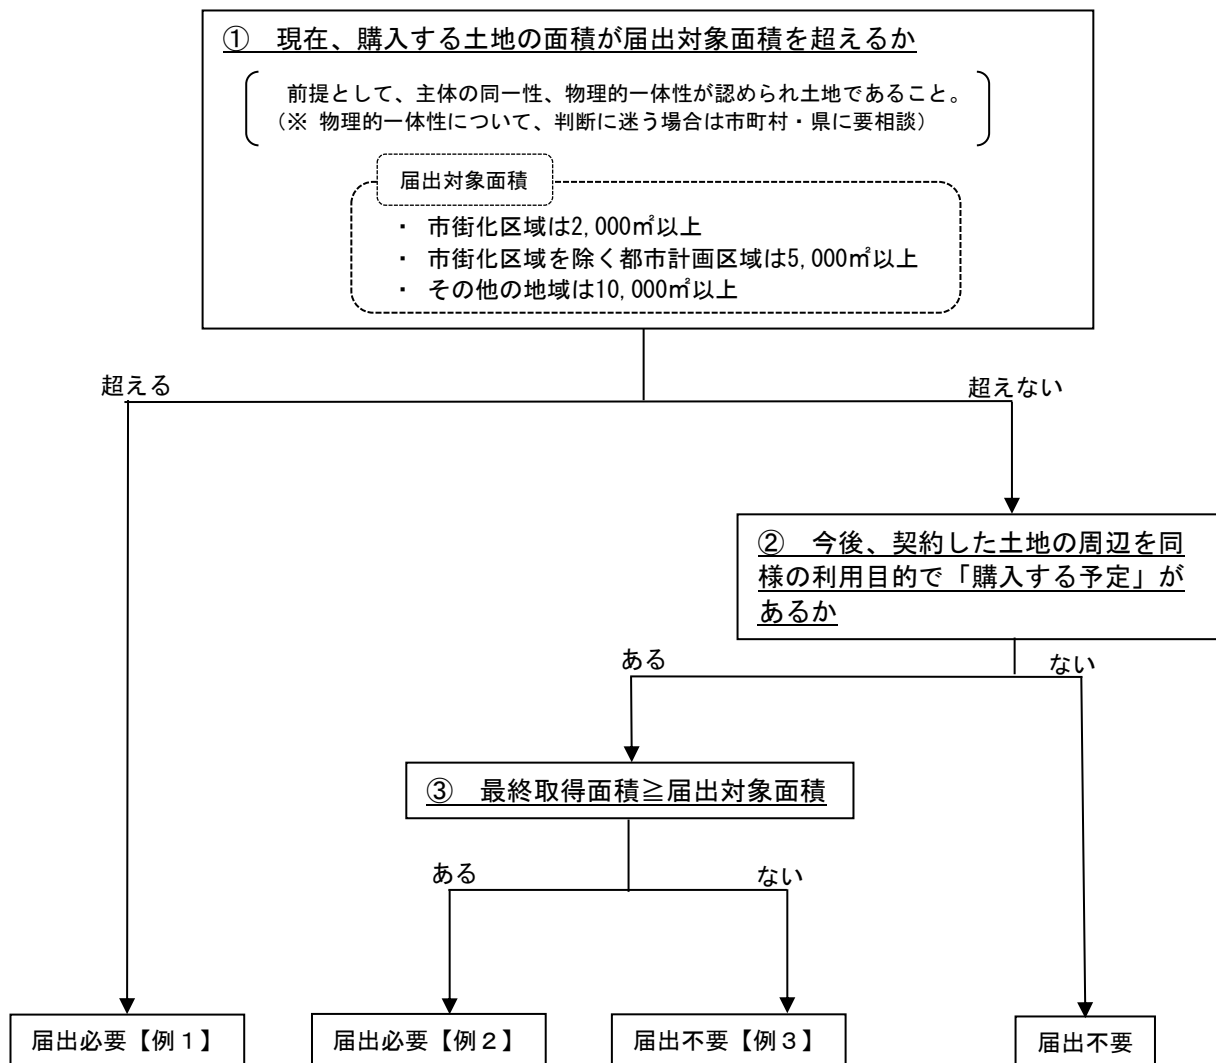 ① 現在、購入する土地の面積が届出対象面積を超えるか
前提として、主体の同一性、物理的一体性が認められ土地であること。
（※ 物理的一体性について、判断に迷う場合は市町村・県に要相談）
届出対象面積
・ 市街化区域は2,000㎡以上
・ 市街化区域を除く都市計画区域は5,000㎡以上
・ その他の地域は10,000㎡以上
超える
超えない
② 今後、契約した土地の周辺を同
様の利用目的で「購入する予定」が
あるか
ある
ない
③ 最終取得面積≧届出対象面積
ある
ない
届出必要【例１】
届出必要【例２】
届出不要【例３】
届出不要